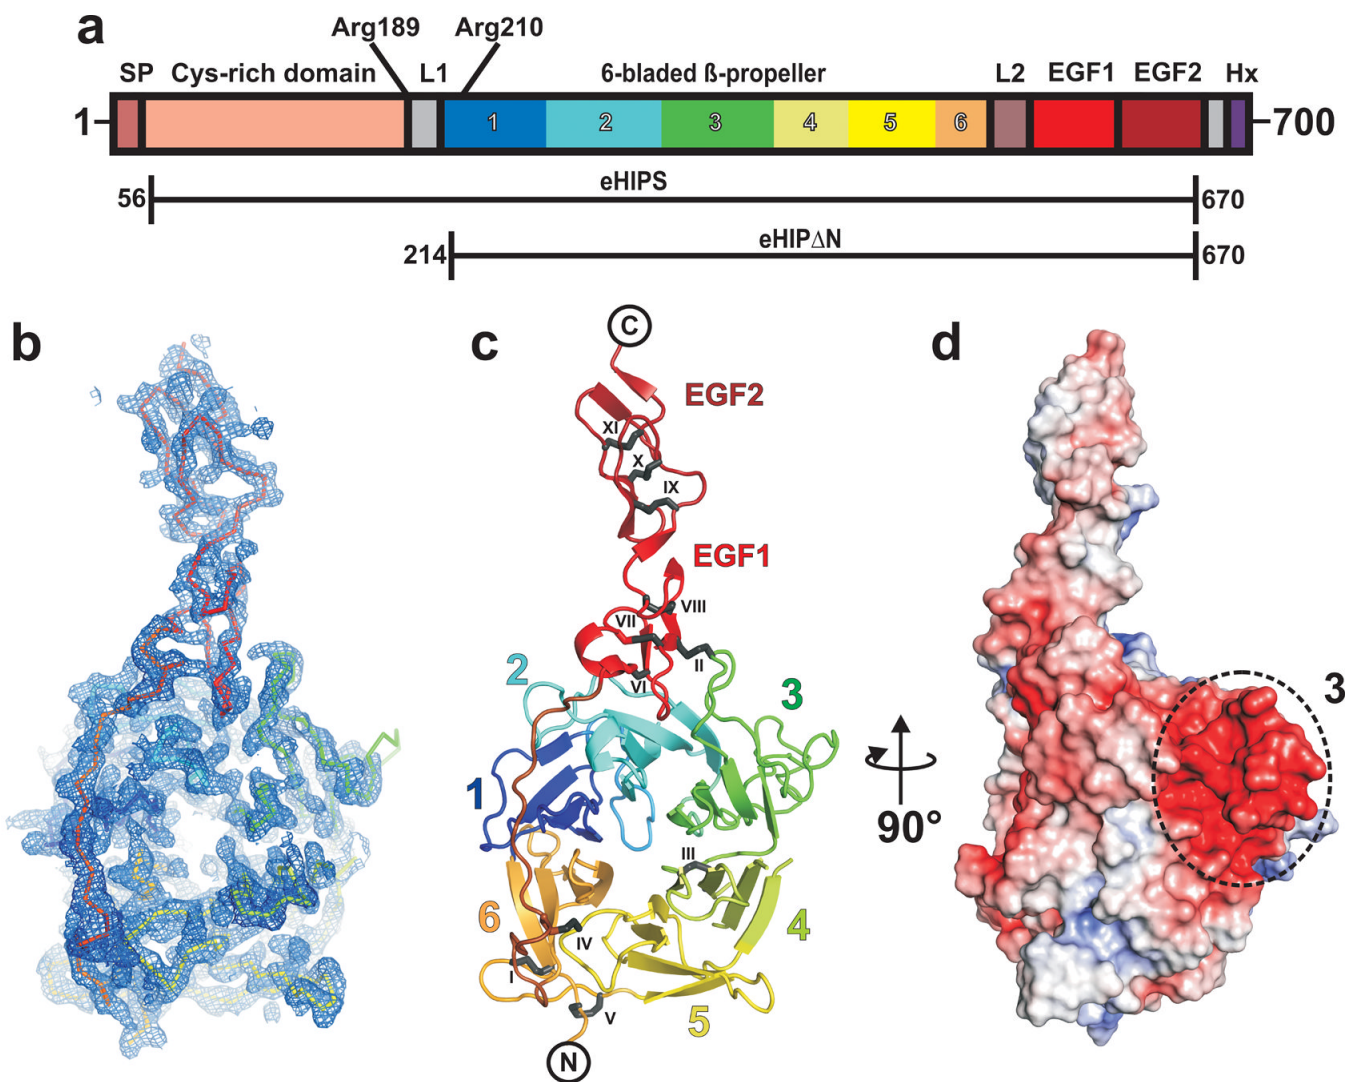 a
Arg189 Arg210
SP Cys-rich domain L1 6-bladed ß-propeller L2 EGF1 EGF2 Hx
1 1 2 3 4 5 6 700
56 eHIPS 670
214 eHIP∆N 670
b c d
C
EGF2
XI
X
IX
EGF1
VIII
VII
II
VI
2 3 3
1
90°
III
6 IV 4
I
V 5
N